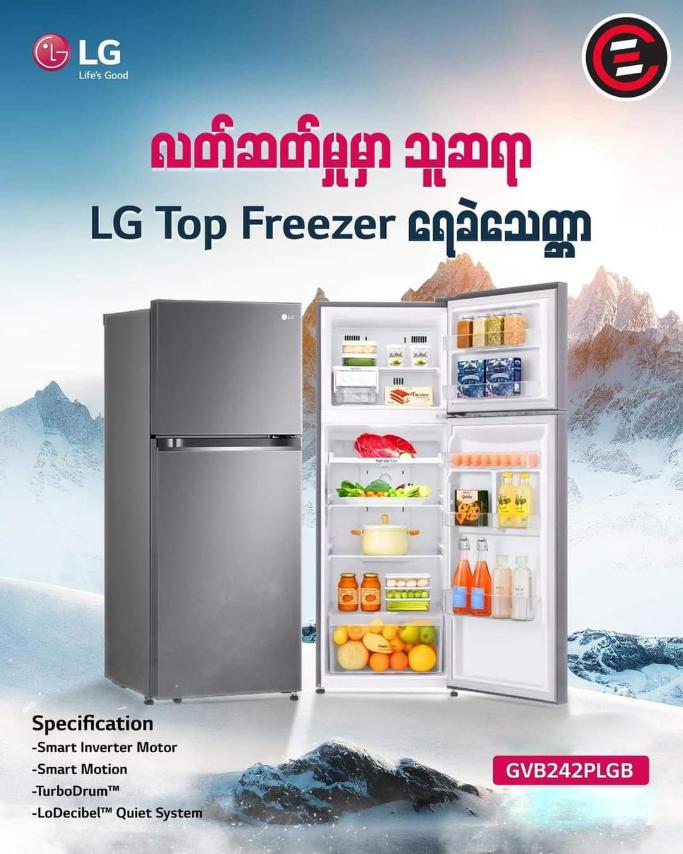 LG
Life's Good
လတ်ဆတ်မှုမှာ သူဆရာ
LG Top Freezer ရေခဲသေတ္တာ
LG
Specification
-Smart Inverter Motor
-Smart Motion
-TurboDrum™
-LoDecibel™ Quiet System
GVB242PLGB